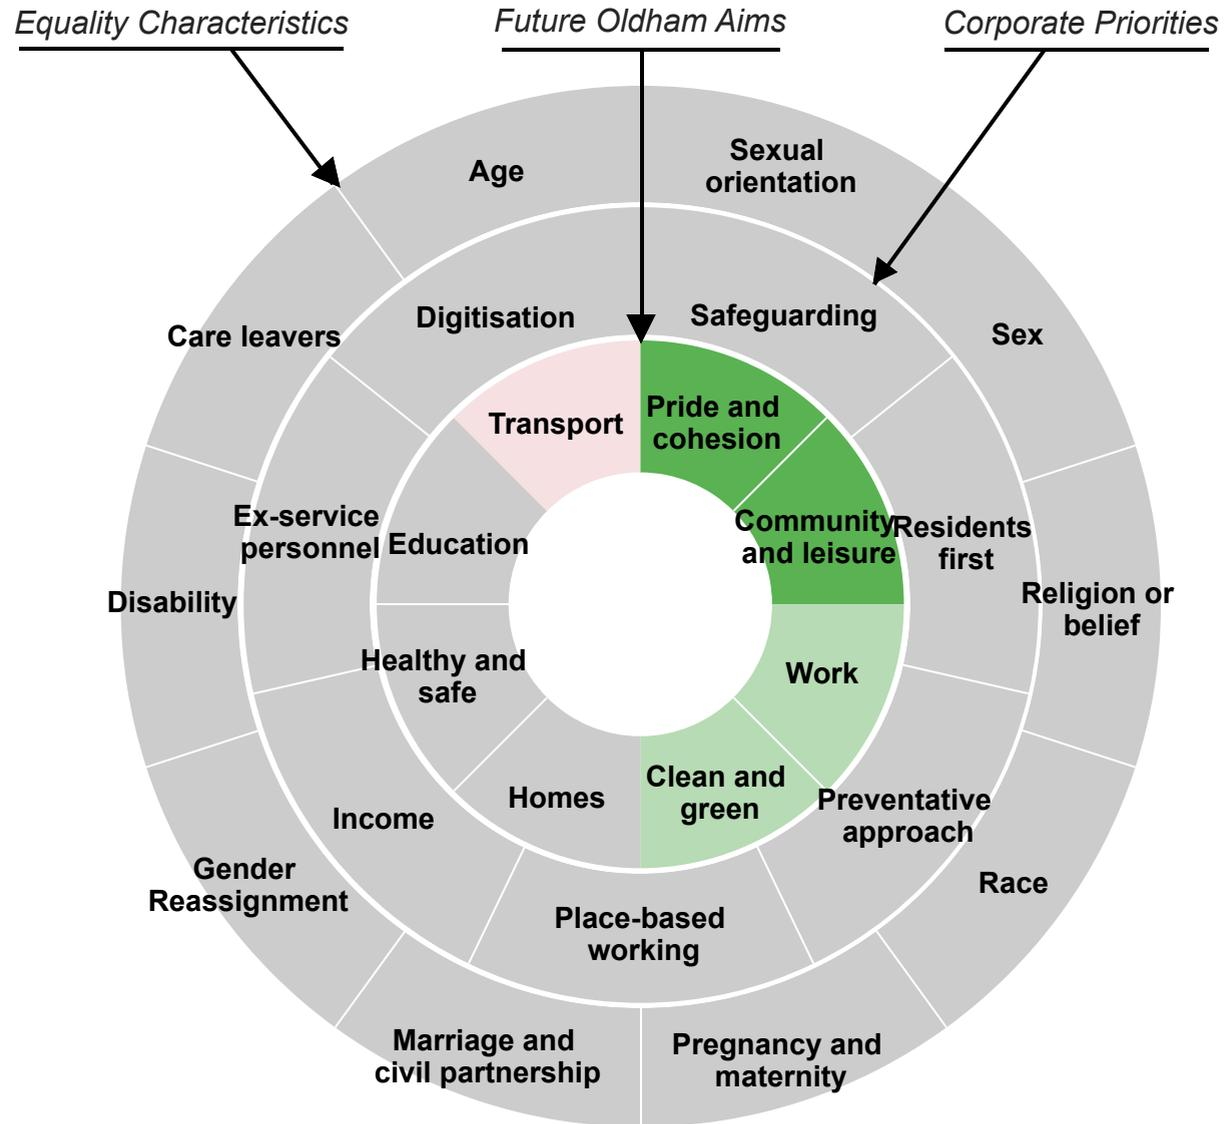 Equality Characteristics
Future Oldham Aims
Corporate Priorities
Age
Sexual
orientation
Care leavers
Digitisation
Safeguarding
Sex
Transport
Pride and
cohesion
Ex-service
personnel
Education
Community
and leisure
Residents
first
Disability
Religion or
belief
Healthy and
safe
Work
Income
Homes
Clean and
green
Preventative
approach
Gender
Reassignment
Race
Place-based
working
Marriage and
civil partnership
Pregnancy and
maternity